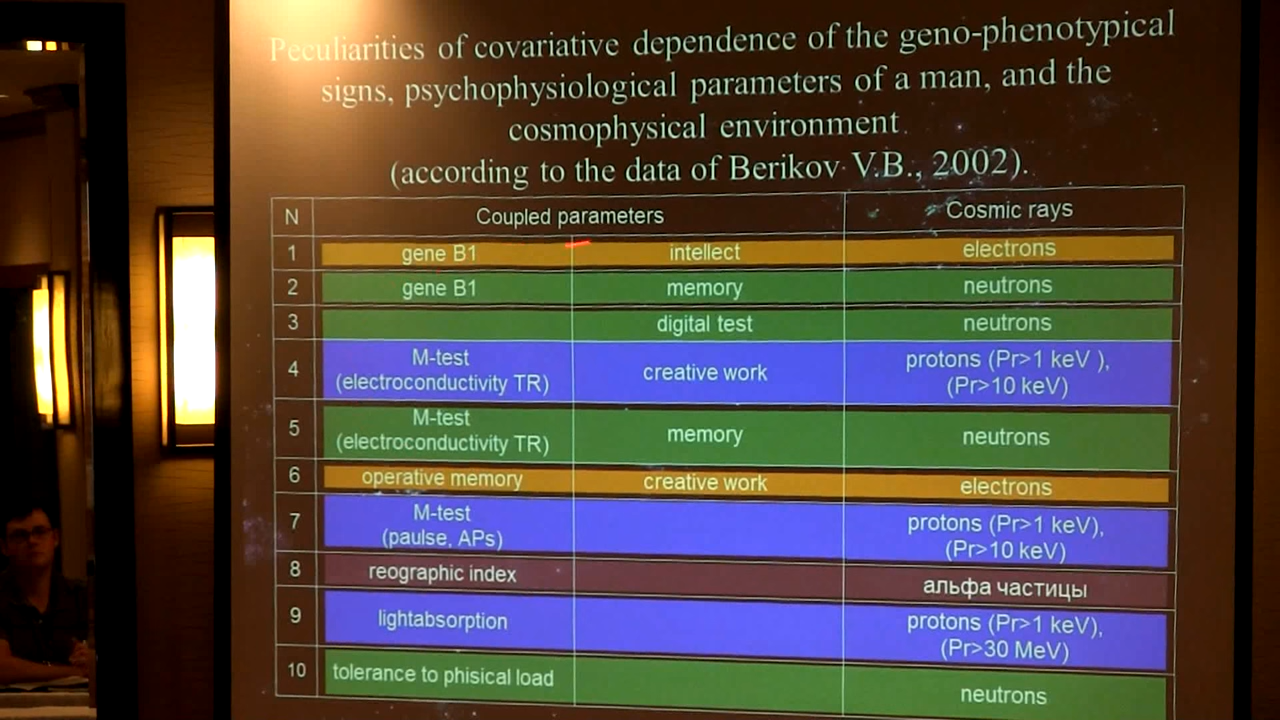 Peculiarities of covariative dependence of the geno-phenotypical
signs, psychophysiological parameters of a man, and the
cosmophysical environment
(according to the data of Berikov V.B., 2002).
N Coupled parameters Cosmic rays
1 gene B1 intellect electrons
2 gene B1 memory neutrons
3 digital test neutrons
4 M-test creative work protons (Pr>1 keV ),
(electroconductivity TR) (Pr>10 keV)
5 M-test memory neutrons
(electroconductivity TR)
6 operative memory creative work electrons
7 M-test protons (Pr>1 keV),
(paulse, APs) (Pr>10 keV)
8 reographic index альфа частицы
9 lightabsorption protons (Pr>1 keV),
(Pr>30 MeV)
10 tolerance to phisical load neutrons